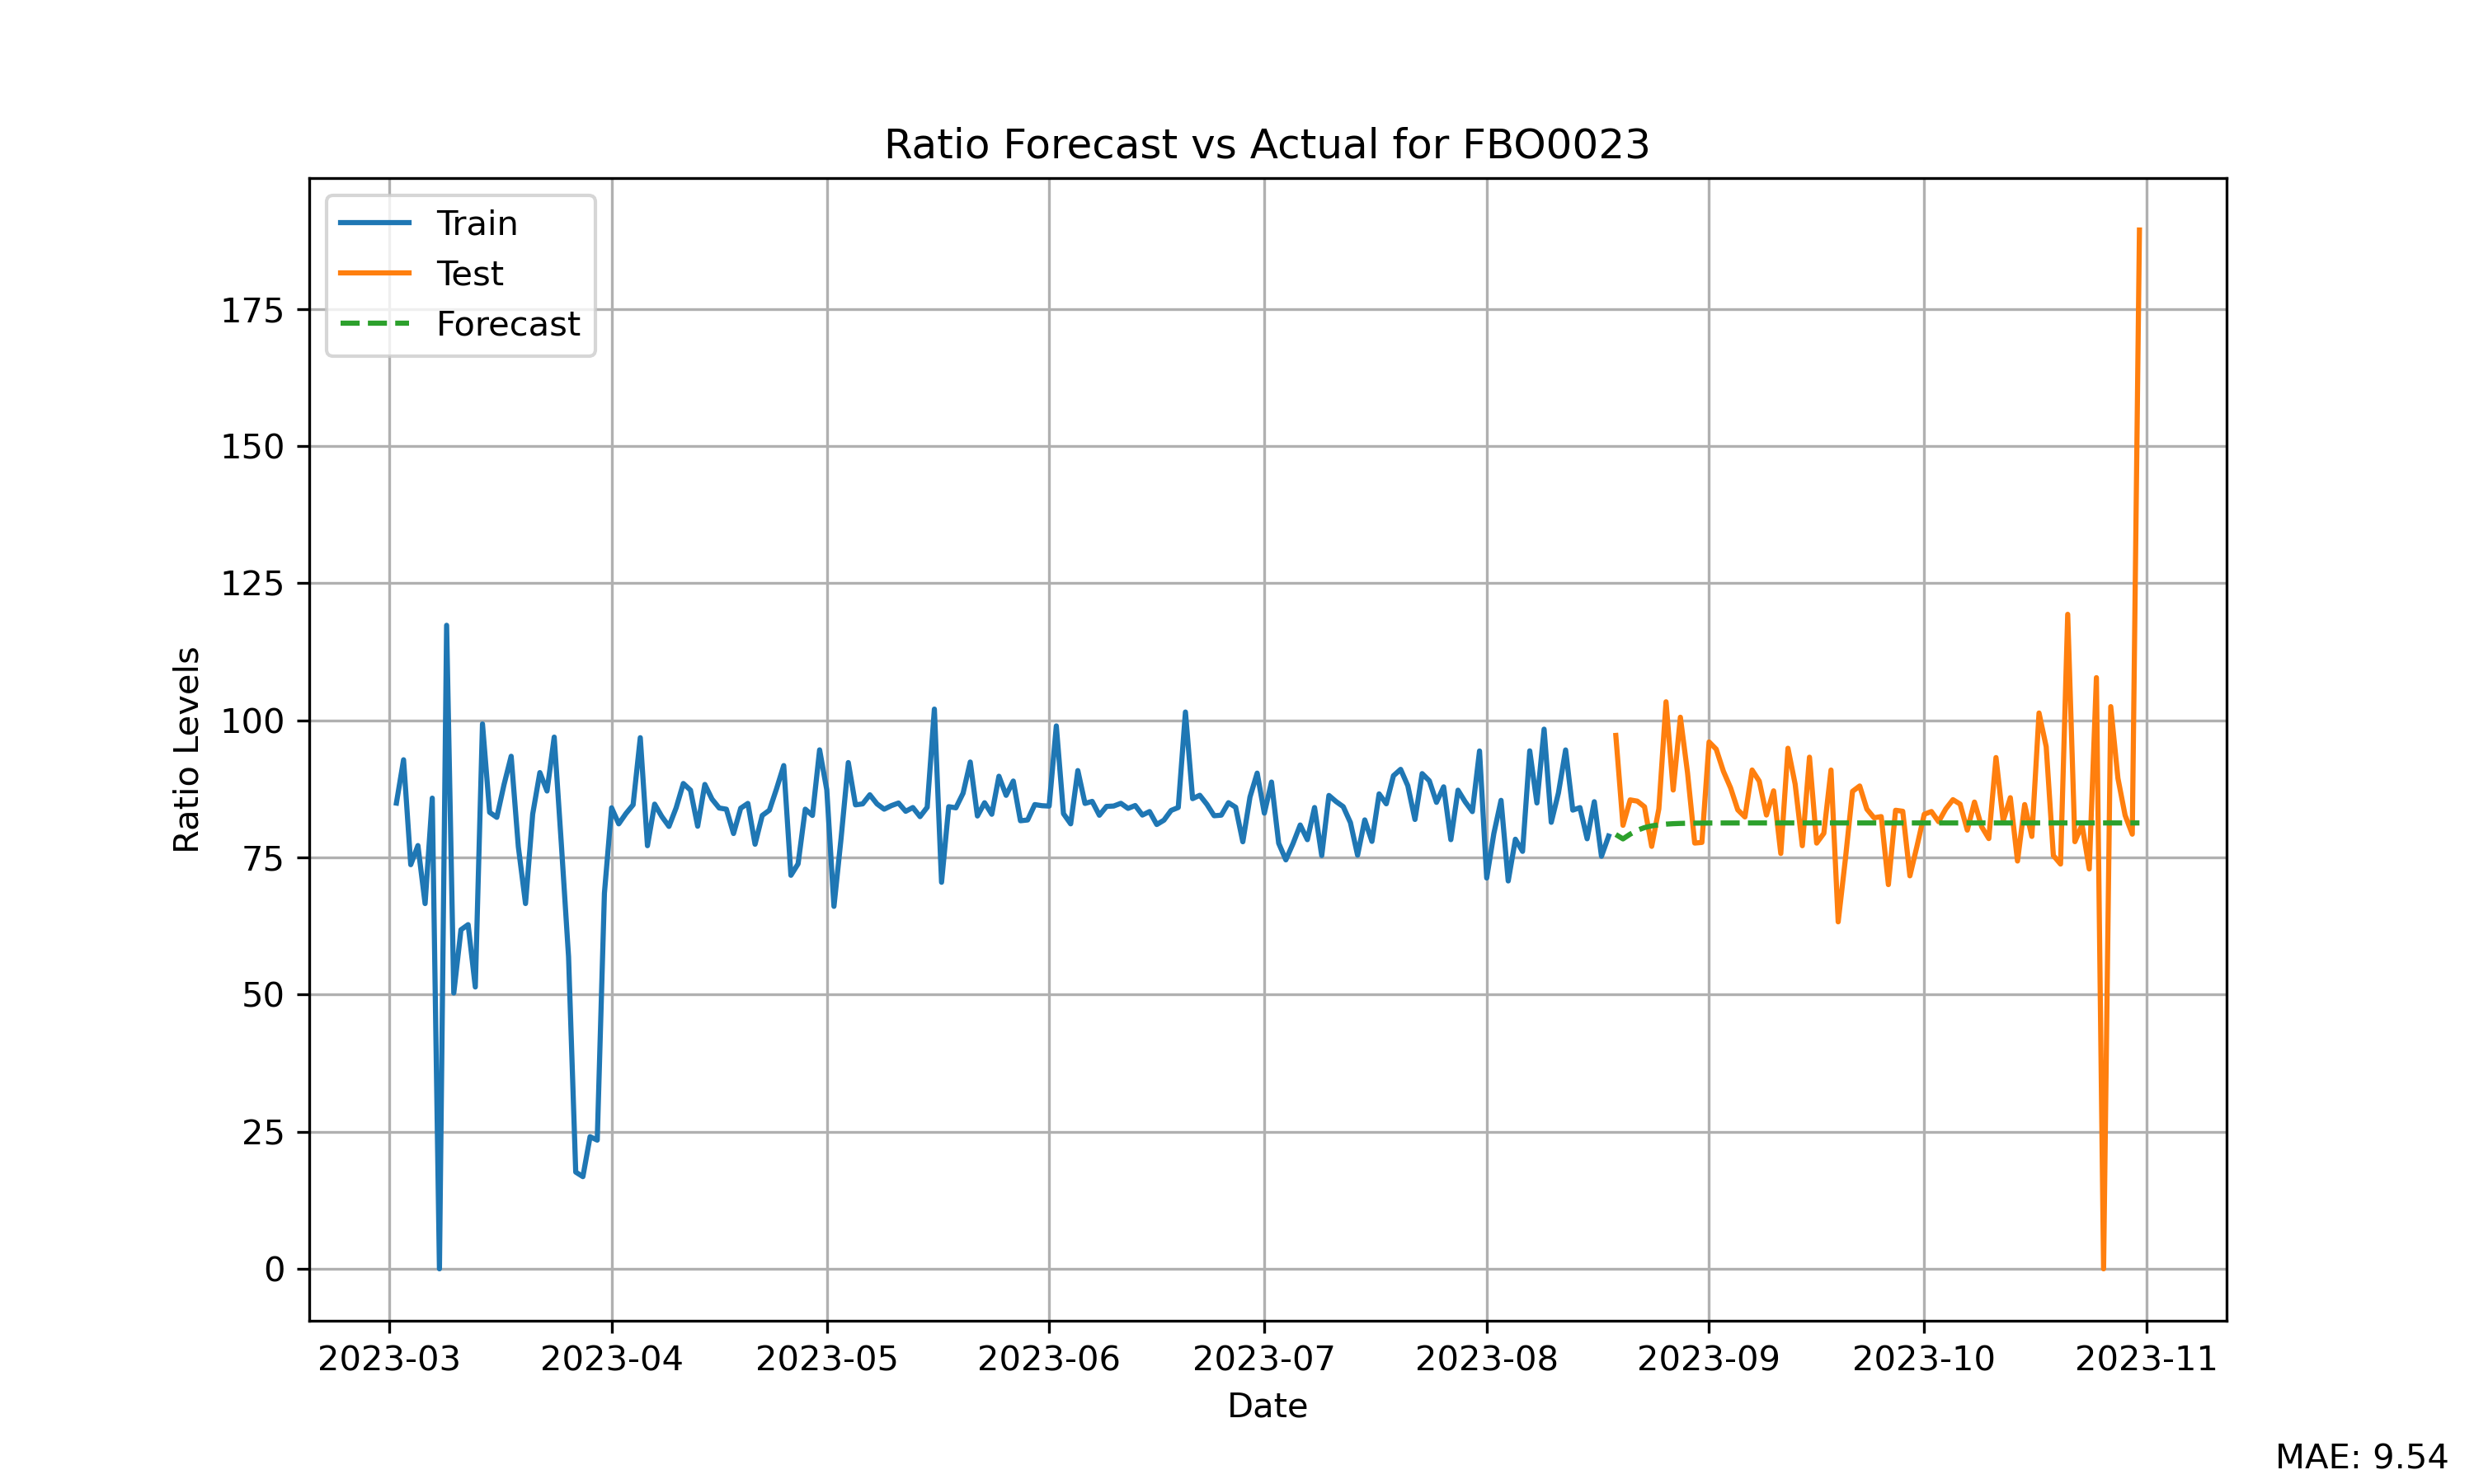 Ratio Forecast vs Actual for FBO0023
Train
Test
Forecast
175
150
125
100
75
50
25
0
Ratio Levels
2023-03 2023-04 2023-05 2023-06 2023-07 2023-08 2023-09 2023-10 2023-11
Date
MAE: 9.54